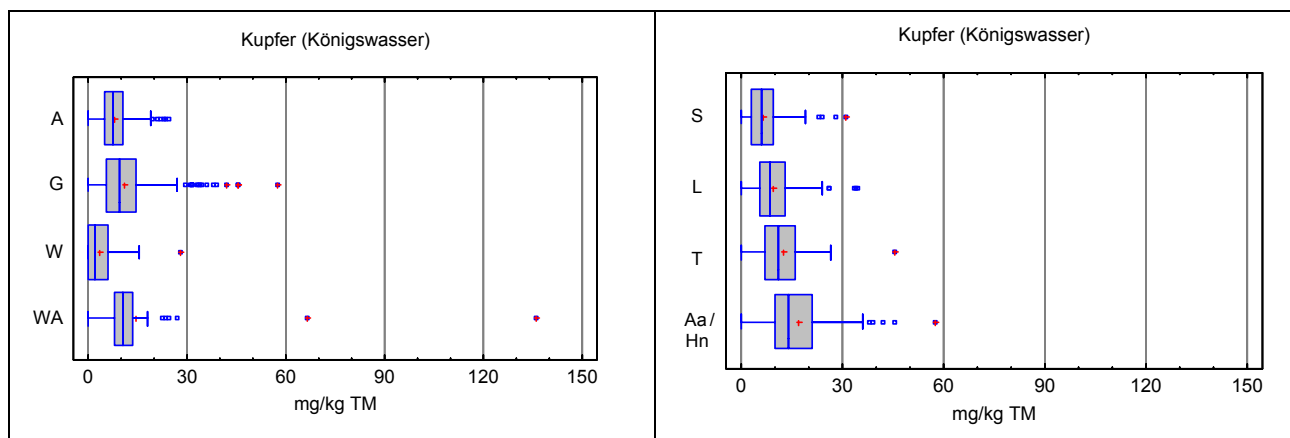 Kupfer (Königswasser)
A
G
W
WA
0 30 60 90 120 150
mg/kg TM
Kupfer (Königswasser)
S
L
T
Aa /
Hn
0 30 60 90 120 150
mg/kg TM